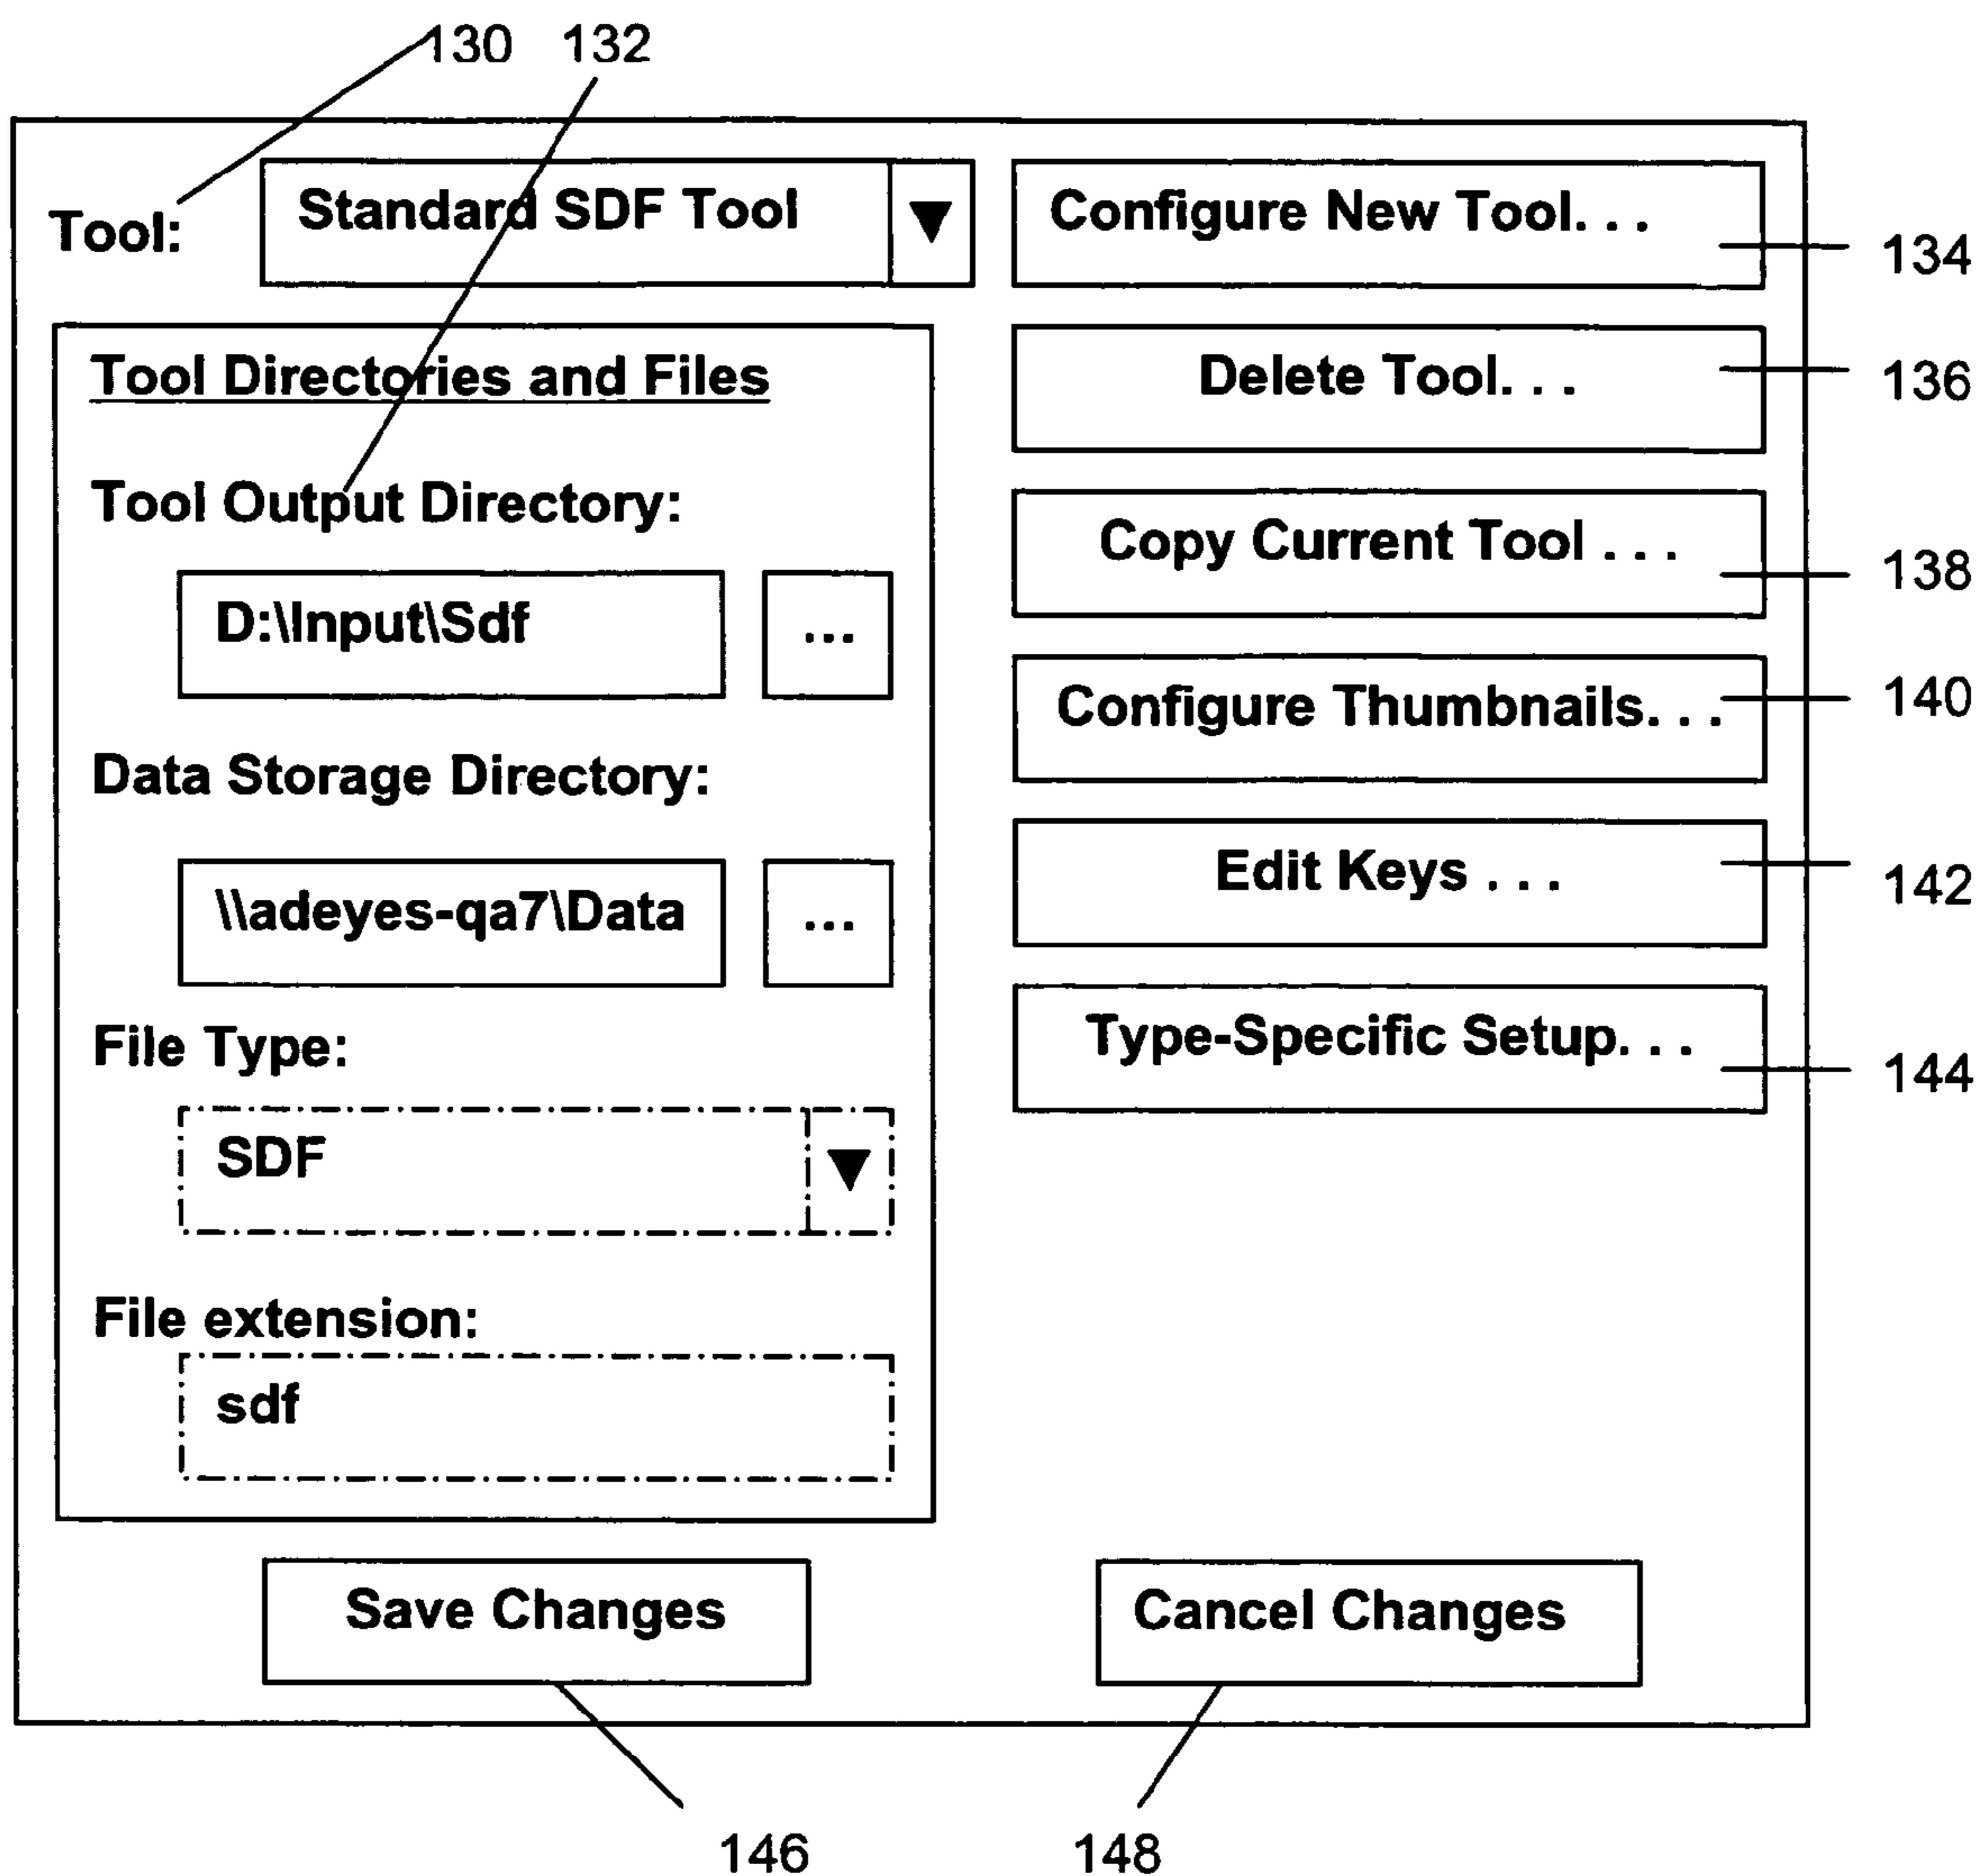 130 132
Tool: Standard SDF Tool Configure New Tool. . . 134
Tool Directories and Files Delete Tool. . . 136
Tool Output Directory: Copy Current Tool . . . 138
D:\Input\Sdf ...
Configure Thumbnails. . . 140
Data Storage Directory:
\\adeyes-qa7\Data ... Edit Keys . . . 142
File Type: Type-Specific Setup. . . 144
SDF
File extension:
sdf
Save Changes Cancel Changes
146 148